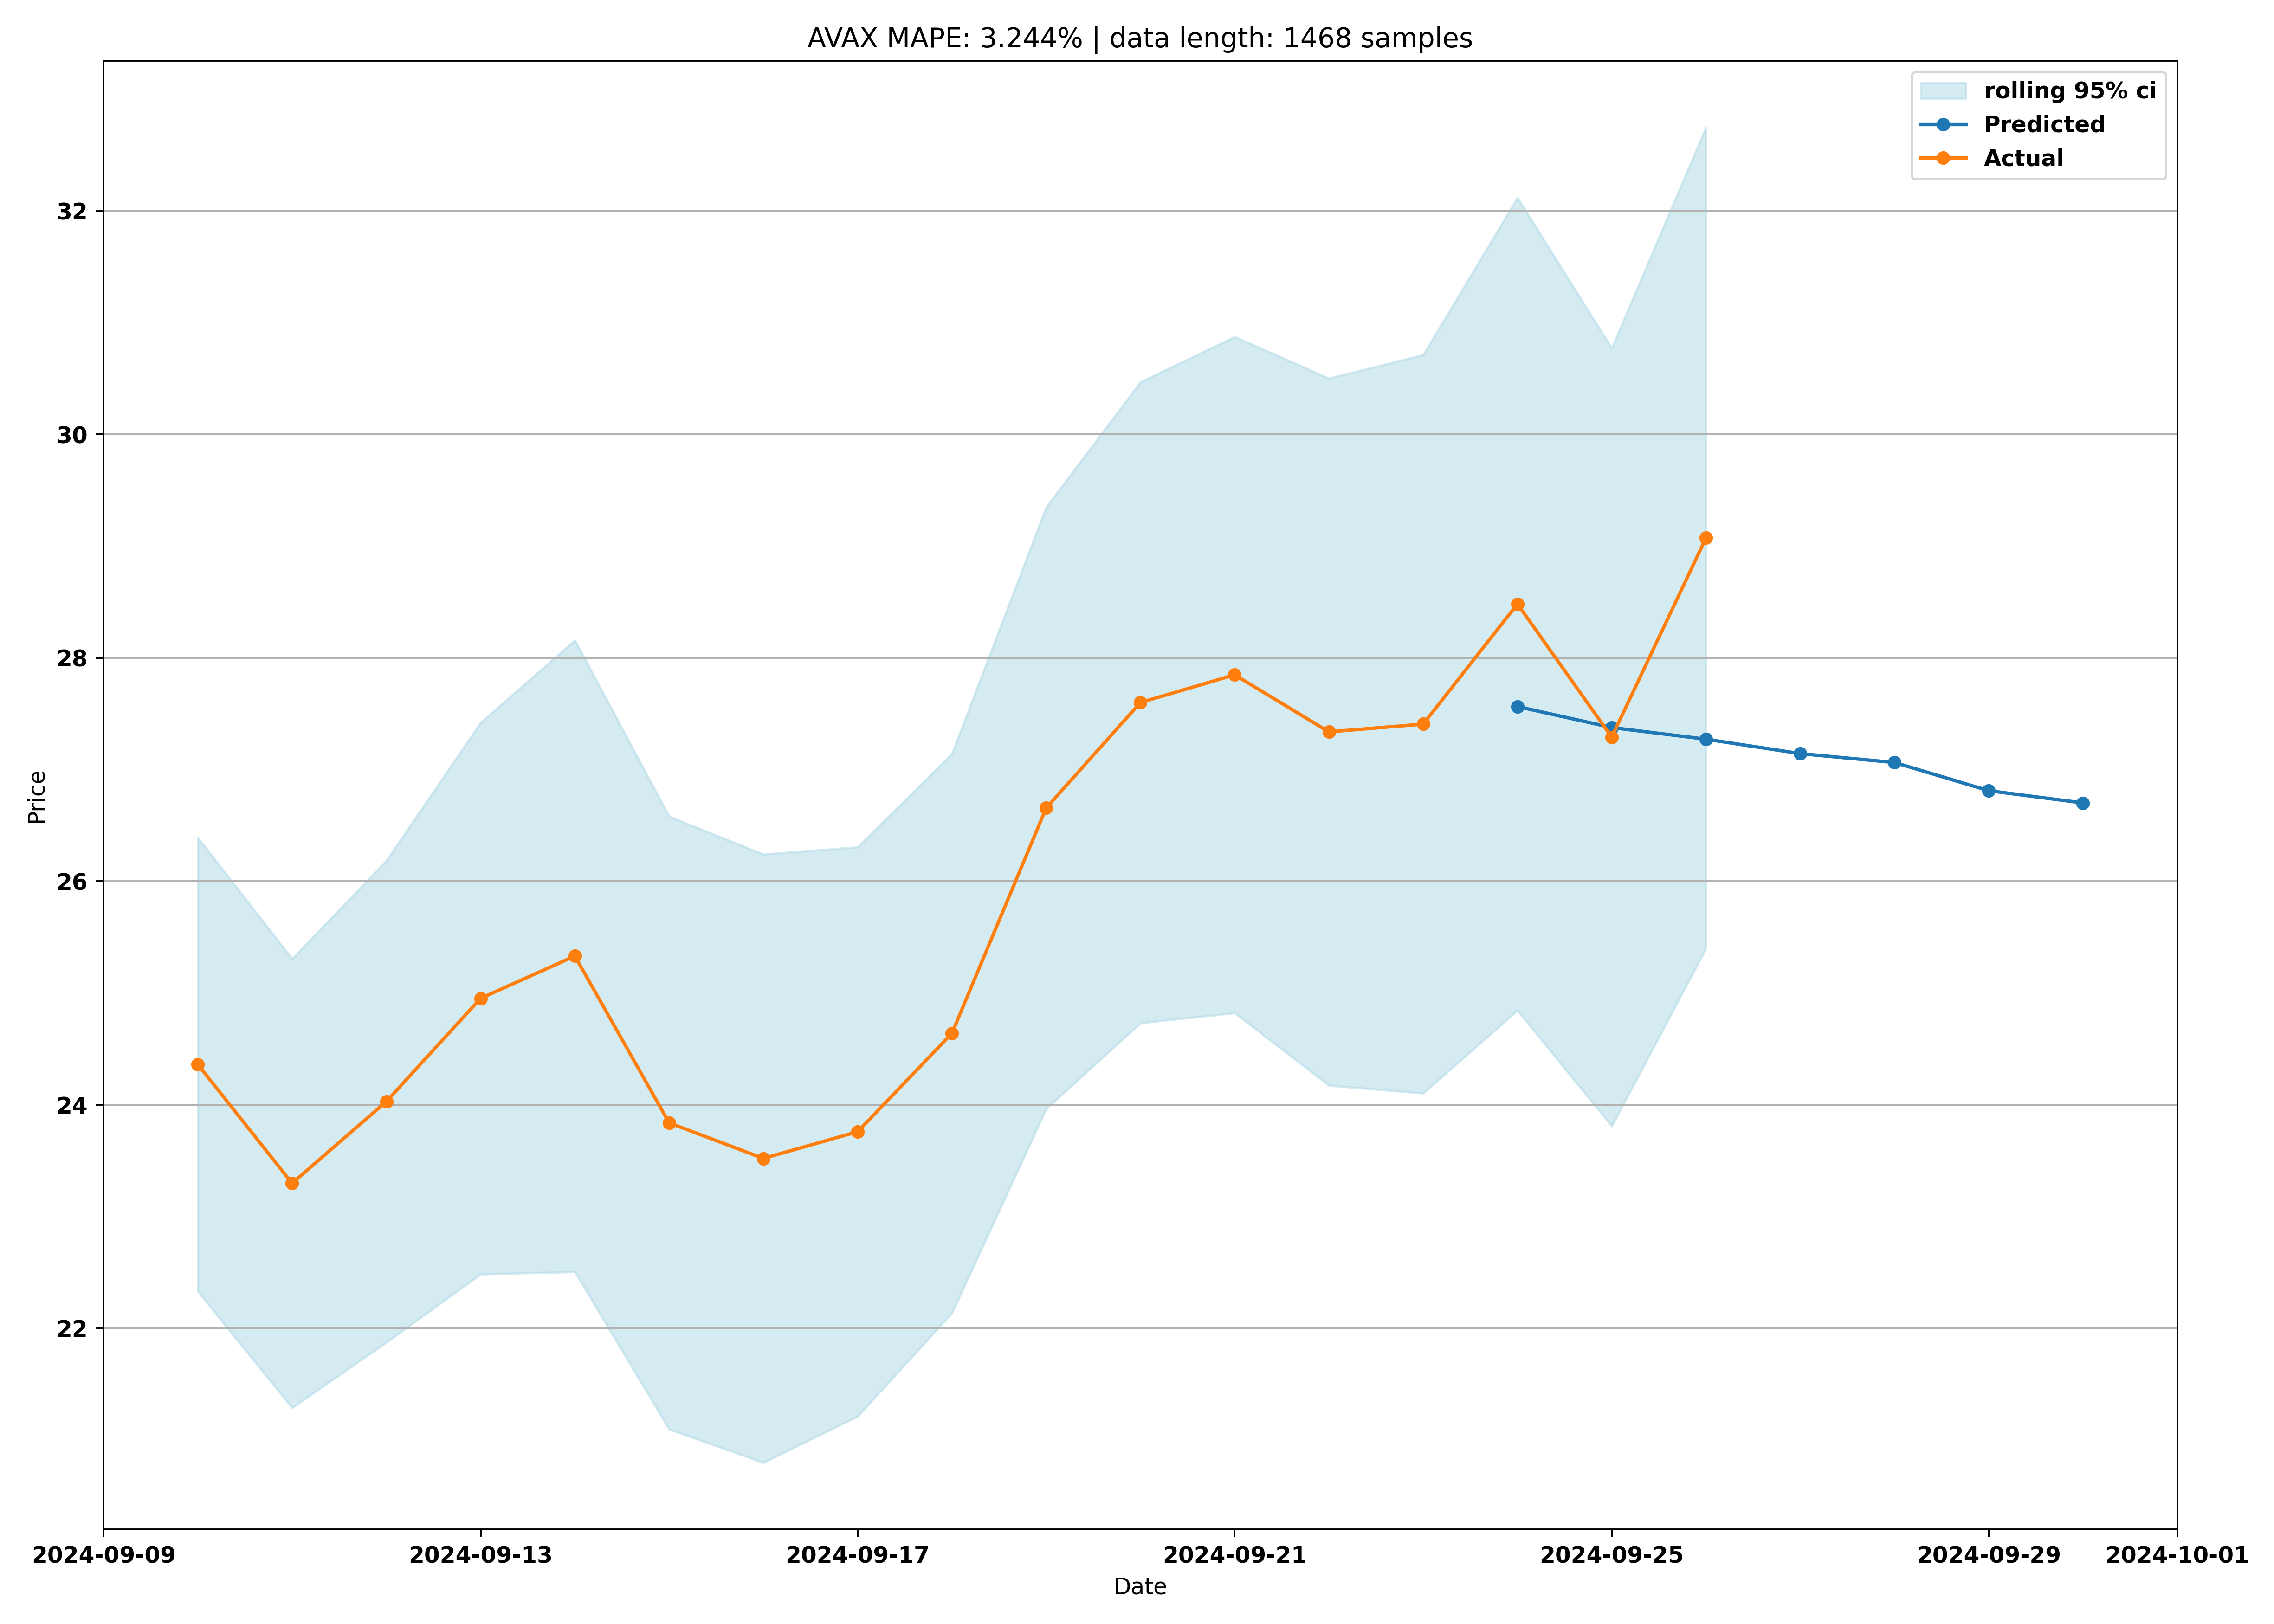 AVAX MAPE: 3.244% | data length: 1468 samples
rolling 95% ci
Predicted
Actual
32
30
28
26
24
22
Price
2024-09-09
2024-09-13
2024-09-17
2024-09-21
2024-09-25
2024-09-29
2024-10-01
Date